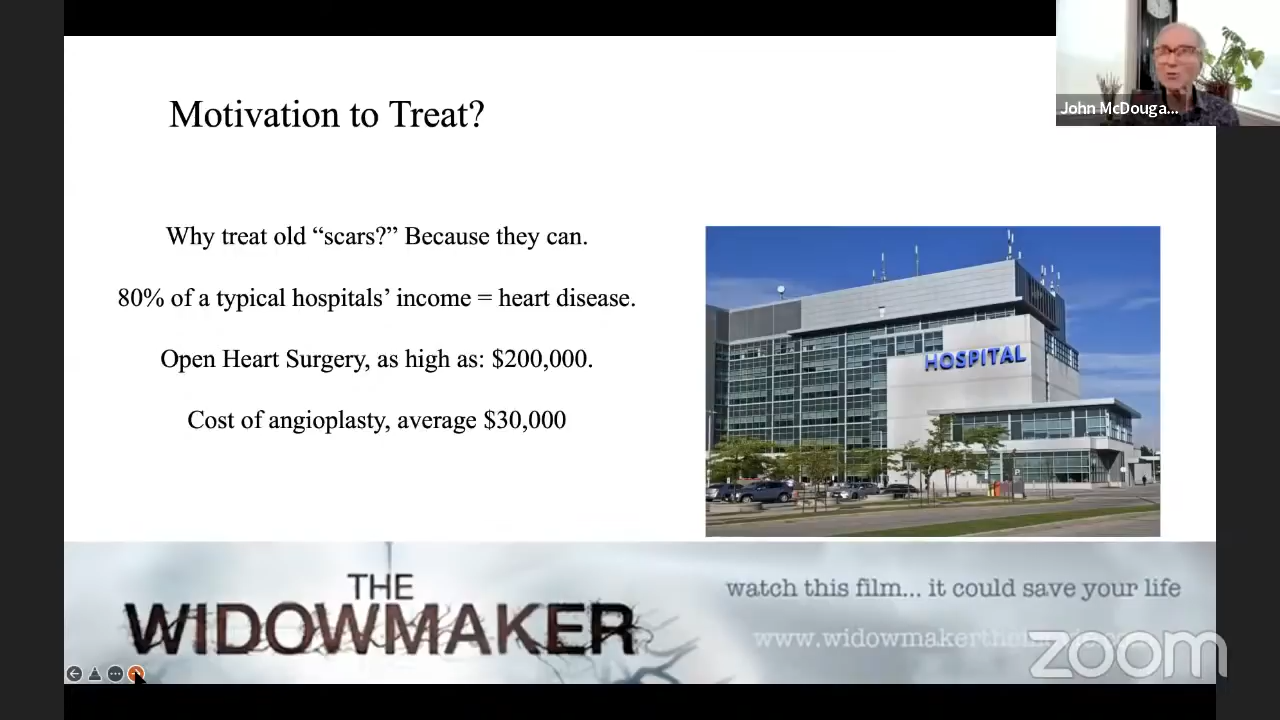 Motivation to Treat?
John McDouga...
Why treat old “scars?” Because they can.
80% of a typical hospitals’ income = heart disease.
Open Heart Surgery, as high as: $200,000.
Cost of angioplasty, average $30,000
HOSPITAL
THE
WIDOWMAKER
watch this film... it could save your life
zoom